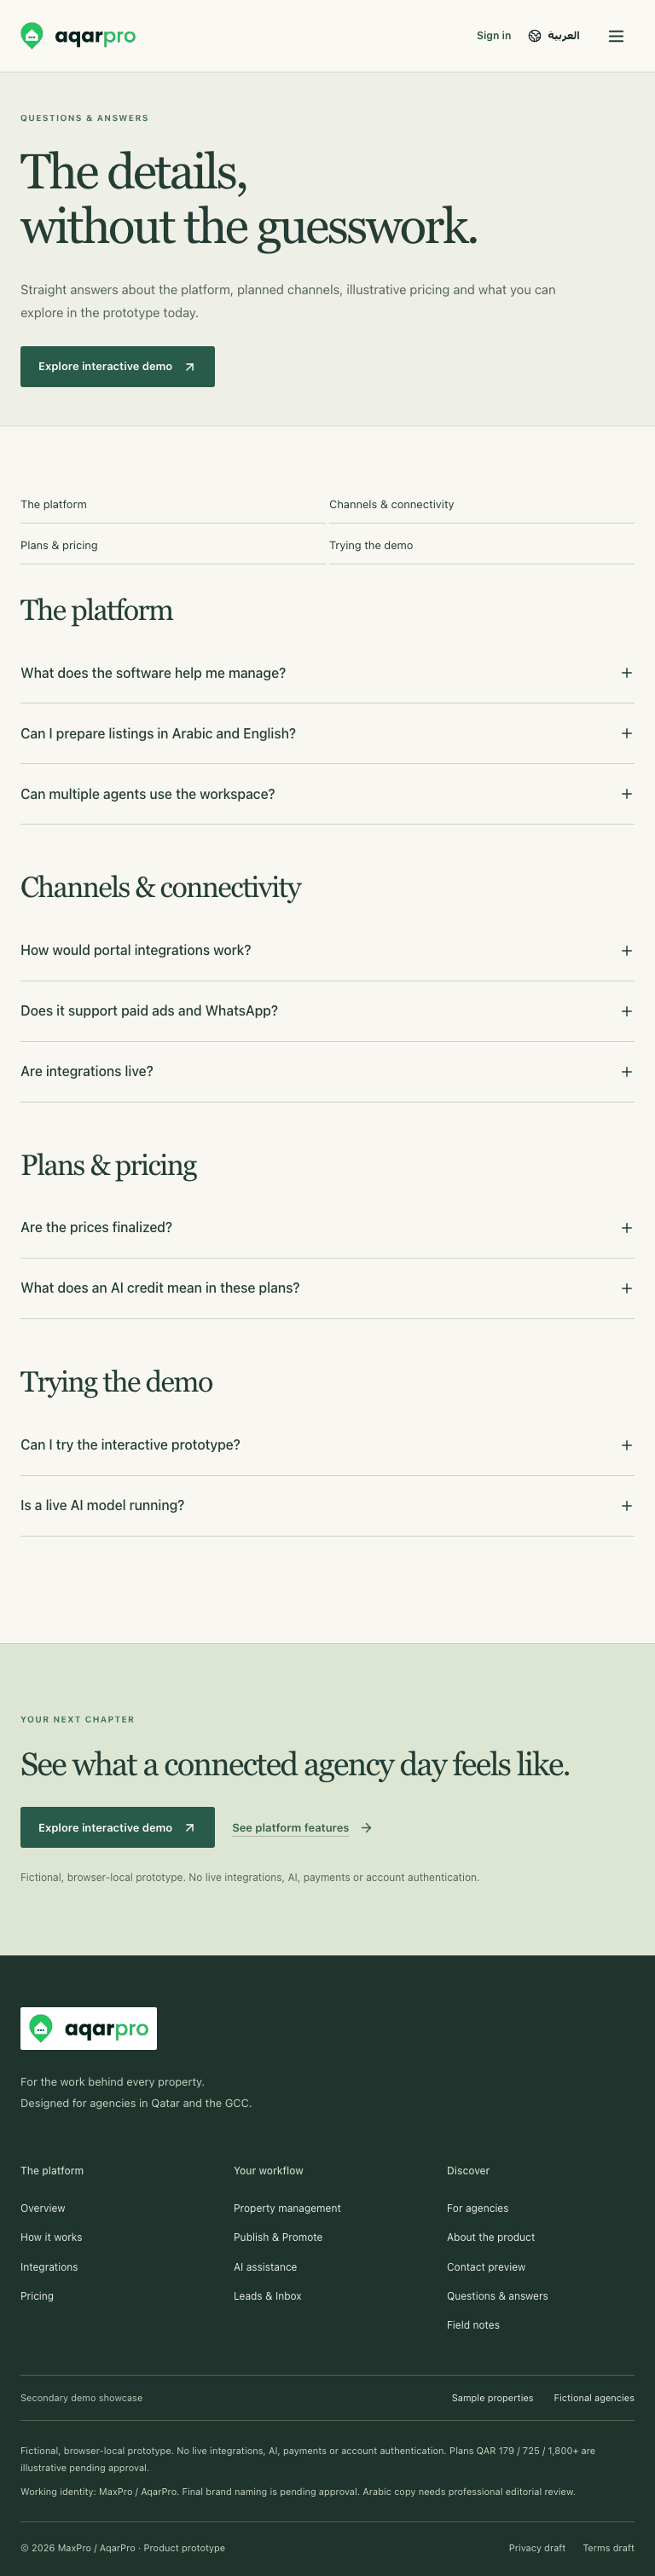 aqarpro
Sign in
العربية
QUESTIONS & ANSWERS
The details,
without the guesswork.
Straight answers about the platform, planned channels, illustrative pricing and what you can
explore in the prototype today.
Explore interactive demo
The platform
Channels & connectivity
Plans & pricing
Trying the demo
The platform
What does the software help me manage?
Can I prepare listings in Arabic and English?
Can multiple agents use the workspace?
Channels & connectivity
How would portal integrations work?
Does it support paid ads and WhatsApp?
Are integrations live?
Plans & pricing
Are the prices finalized?
What does an AI credit mean in these plans?
Trying the demo
Can I try the interactive prototype?
Is a live AI model running?
YOUR NEXT CHAPTER
See what a connected agency day feels like.
Explore interactive demo
See platform features
Fictional, browser-local prototype. No live integrations, AI, payments or account authentication.
aqarpro
For the work behind every property.
Designed for agencies in Qatar and the GCC.
The platform
Overview
How it works
Integrations
Pricing
Your workflow
Property management
Publish & Promote
AI assistance
Leads & Inbox
Discover
For agencies
About the product
Contact preview
Questions & answers
Field notes
Secondary demo showcase
Sample properties
Fictional agencies
Fictional, browser-local prototype. No live integrations, AI, payments or account authentication. Plans QAR 179 / 725 / 1,800+ are
illustrative pending approval.
Working identity: MaxPro / AqarPro. Final brand naming is pending approval. Arabic copy needs professional editorial review.
© 2026 MaxPro / AqarPro · Product prototype
Privacy draft
Terms draft